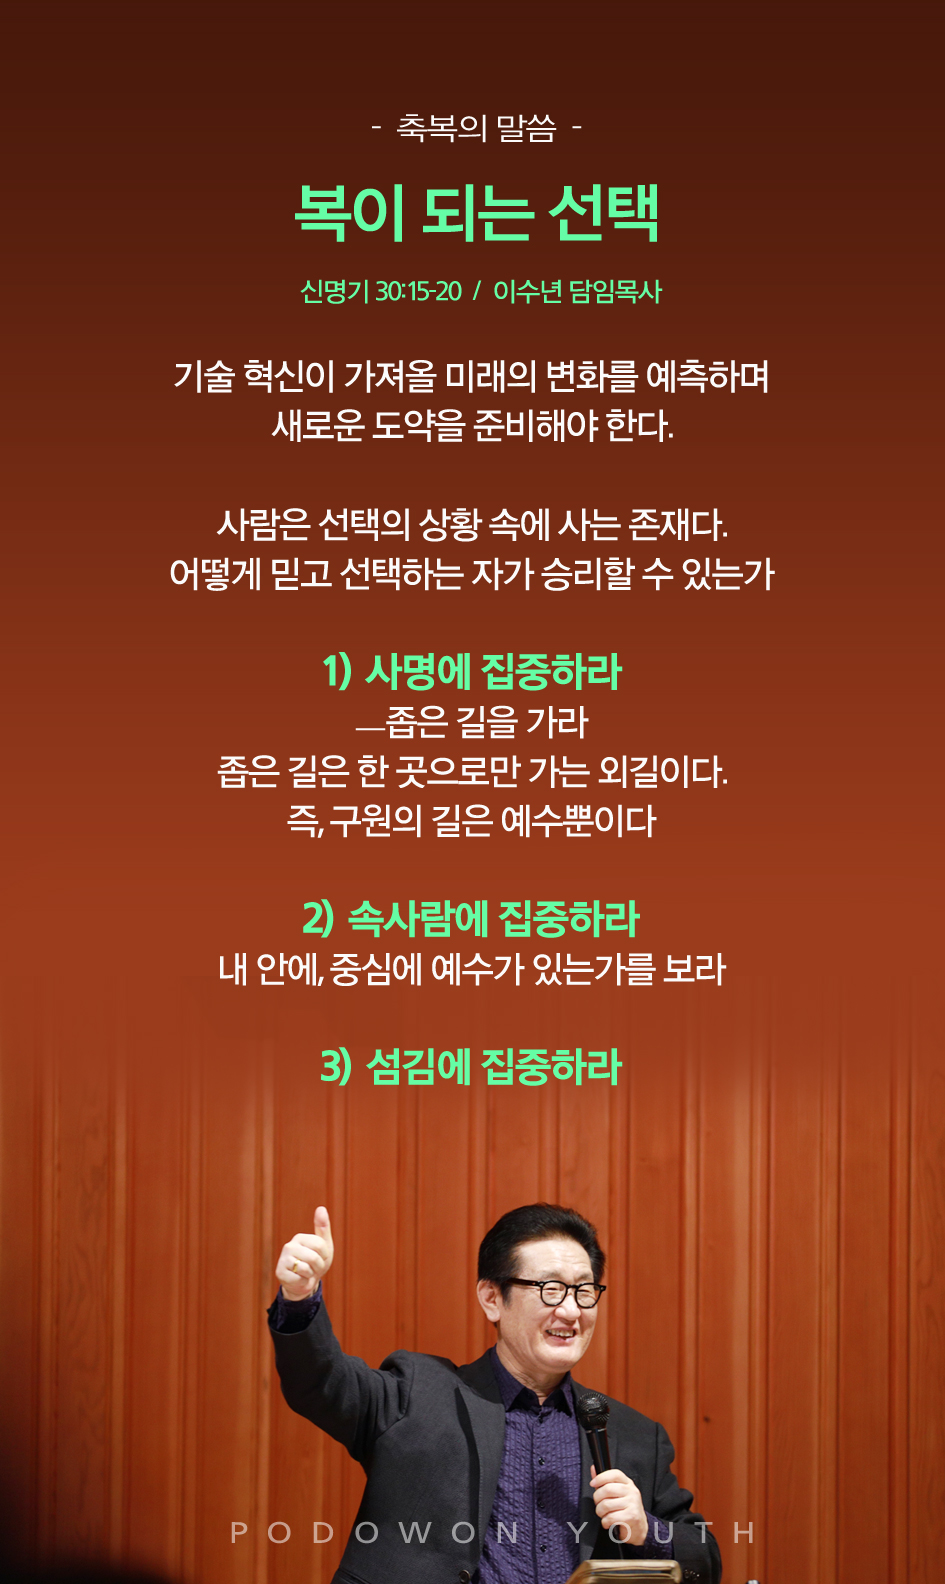 - 축복의 말씀 -
복이 되는 선택
신명기 30:15-20 / 이수년 담임목사
기술 혁신이 가져올 미래의 변화를 예측하며
새로운 도약을 준비해야 한다.
사람은 선택의 상황 속에 사는 존재다.
어떻게 믿고 선택하는 자가 승리할 수 있는가
1) 사명에 집중하라
—좁은 길을 가라
좁은 길은 한 곳으로만 가는 외길이다.
즉, 구원의 길은 예수뿐이다
2) 속사람에 집중하라
내 안에, 중심에 예수가 있는가를 보라
3) 섬김에 집중하라
PODOWON YOUTH